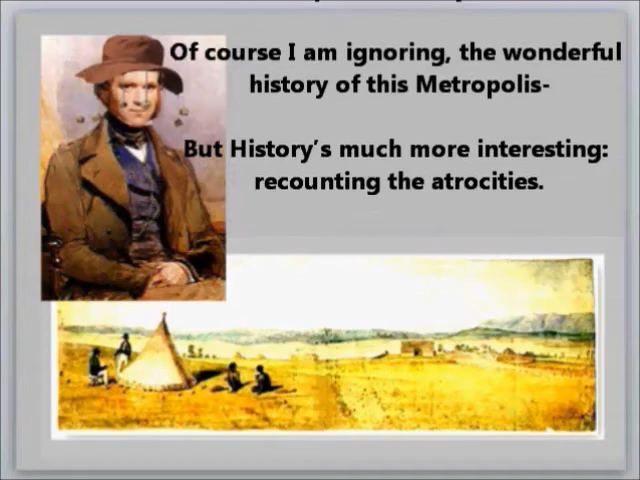 Of course I am ignoring, the wonderful
history of this Metropolis-
But History's much more interesting:
recounting the atrocities.